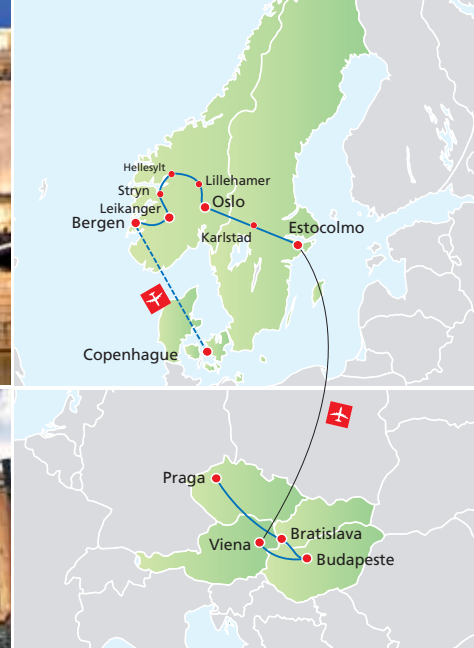 Hellesylt
Lillehamer
Stryn
Oslo
Leikanger
Bergen
Karlstad
Estocolmo
Copenhague
Praga
Bratislava
Viena
Budapeste